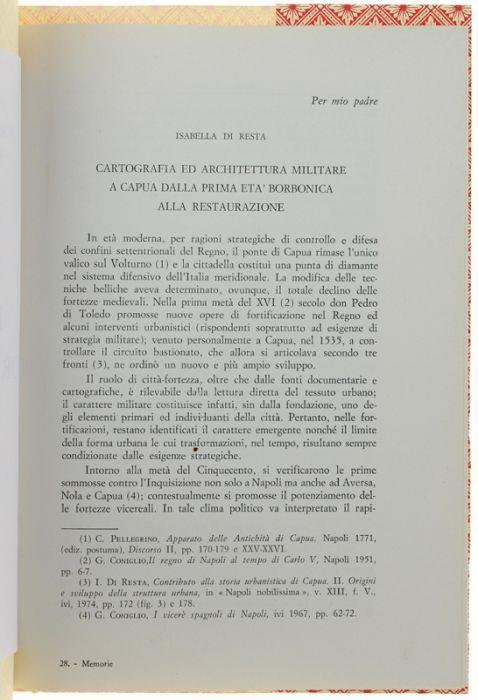 Per mio padre
ISABELLA DI RESTA
CARTOGRAFIA ED ARCHITETTURA MILITARE
A CAPUA DALLA PRIMA ETA' BORBONICA
ALLA RESTAURAZIONE
In età moderna, per ragioni strategiche di controllo e difesa
dei confini settentrionali del Regno, il ponte di Capua rimase l'unico
valico sul Volturno (1) e la cittadella costituì una punta di diamante
nel sistema difensivo dell'Italia meridionale. La modifica delle tec-
niche belliche aveva determinato, ovunque, il totale declino delle
fortezze medievali. Nella prima metà del XVI (2) secolo don Pedro
di Toledo promosse nuove opere di fortificazione nel Regno ed
alcuni interventi urbanistici (rispondenti soprattutto ad esigenze di
strategia militare); venuto personalmente a Capua, nel 1535, a con-
trollare il circuito bastionato, che allora si articolava secondo tre
fronti (3), ne ordinò un nuovo e più ampio sviluppo.
Il ruolo di città-fortezza, oltre che dalle fonti documentarie e
cartografiche, è rilevabile dalla lettura diretta del tessuto urbano;
il carattere militare costituisce infatti, sin dalla fondazione, uno de-
gli elementi primari ed individuanti della città. Pertanto, nelle for-
tificazioni, restano identificati il carattere emergente nonché il limite
della forma urbana le cui trasformazioni, nel tempo, risultano sempre
condizionate dalle esigenze strategiche.
Intorno alla metà del Cinquecento, si verificarono le prime
sommosse contro l'Inquisizione non solo a Napoli ma anche ad Aversa,
Nola e Capua (4); contestualmente si promosse il potenziamento del-
le fortezze vicereali. In tale clima politico va interpretato il rapi-
(1) C. PELLEGRINO, Apparato delle Antichità di Capua, Napoli 1771,
(ediz. postuma), Discorso II, pp. 170-179 e XXV-XXVI.
(2) G. CONIGLIO, Il regno di Napoli al tempo di Carlo V, Napoli 1951,
pp. 6-7.
(3) I. DI RESTA, Contributo alla storia urbanistica di Capua. II. Origini
e sviluppo della struttura urbana, in « Napoli nobilissima », v. XIII, f. V.,
ivi, 1974, pp. 172 (fig. 3) e 178.
(4) G. CONIGLIO, I vicerè spagnoli di Napoli, ivi 1967, pp. 62-72.
28. - Memorie